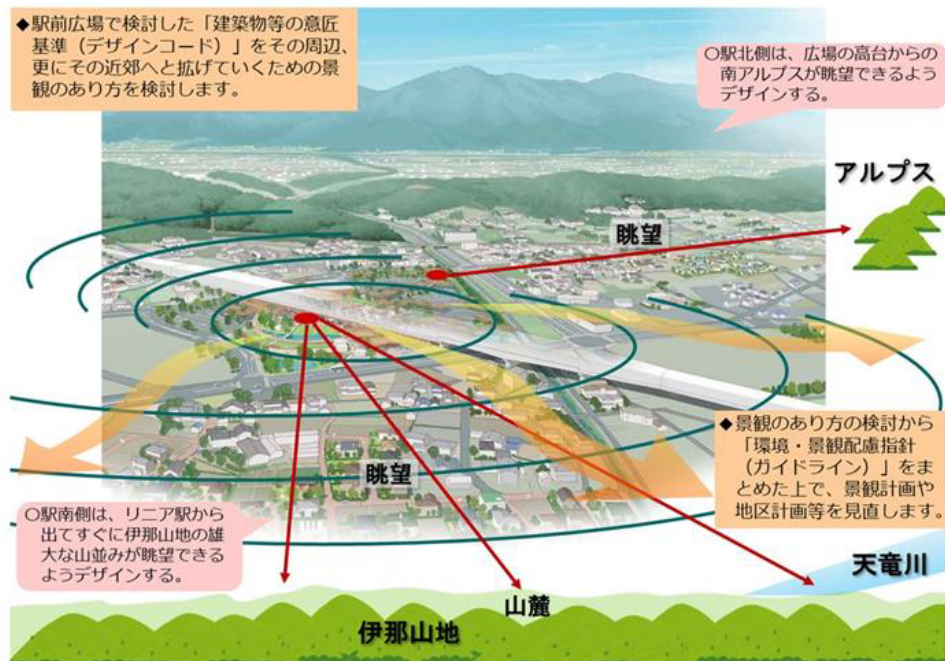 ◆駅前広場で検討した「建築物等の意匠
基準（デザインコード）」をその周辺、
更にその近郊へと拡げていくための景
観のあり方を検討します。
〇駅北側は、広場の高台からの
南アルプスが眺望できるよう
デザインする。
アルプス
眺望
◆景観のあり方の検討から
「環境・景観配慮指針
（ガイドライン）」をま
とめた上で、景観計画や
地区計画等を見直します。
眺望
〇駅南側は、リニア駅から
出てすぐに伊那山地の雄
大な山並みが眺望できる
ようデザインする。
天竜川
山麓
伊那山地